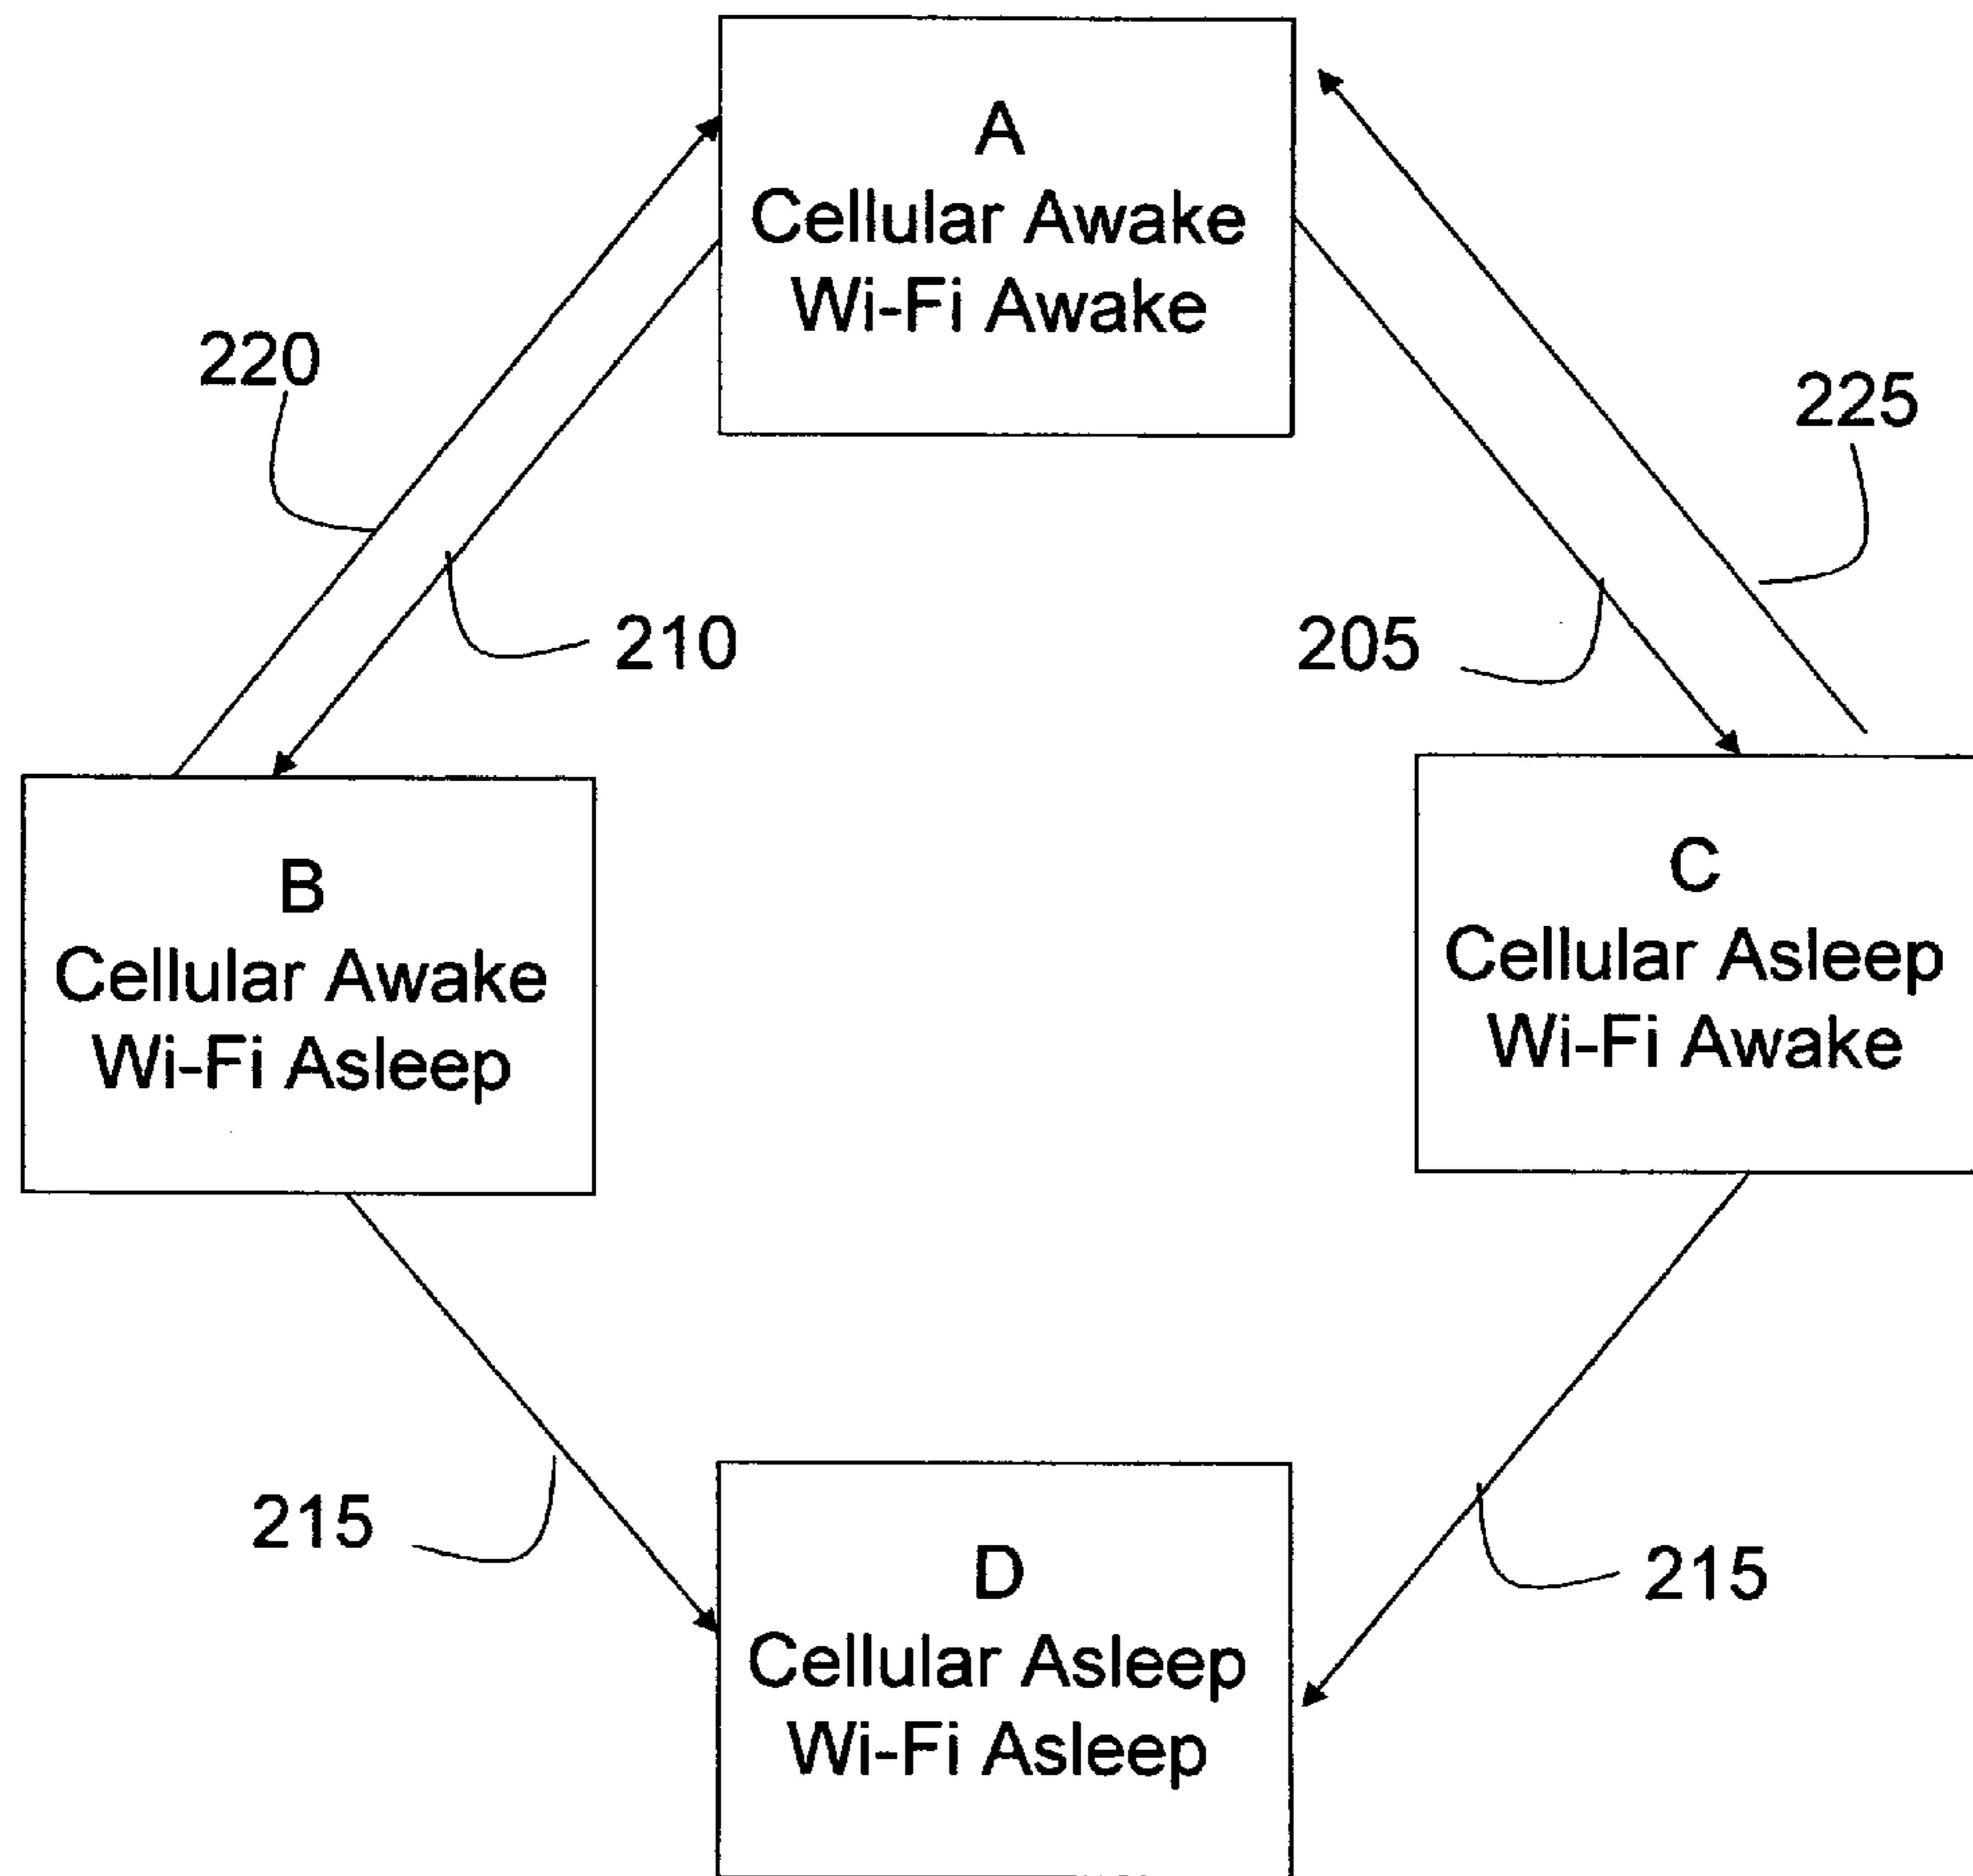 A
Cellular Awake
Wi-Fi Awake
220
225
210
205
B
Cellular Awake
Wi-Fi Asleep
C
Cellular Asleep
Wi-Fi Awake
215
215
D
Cellular Asleep
Wi-Fi Asleep